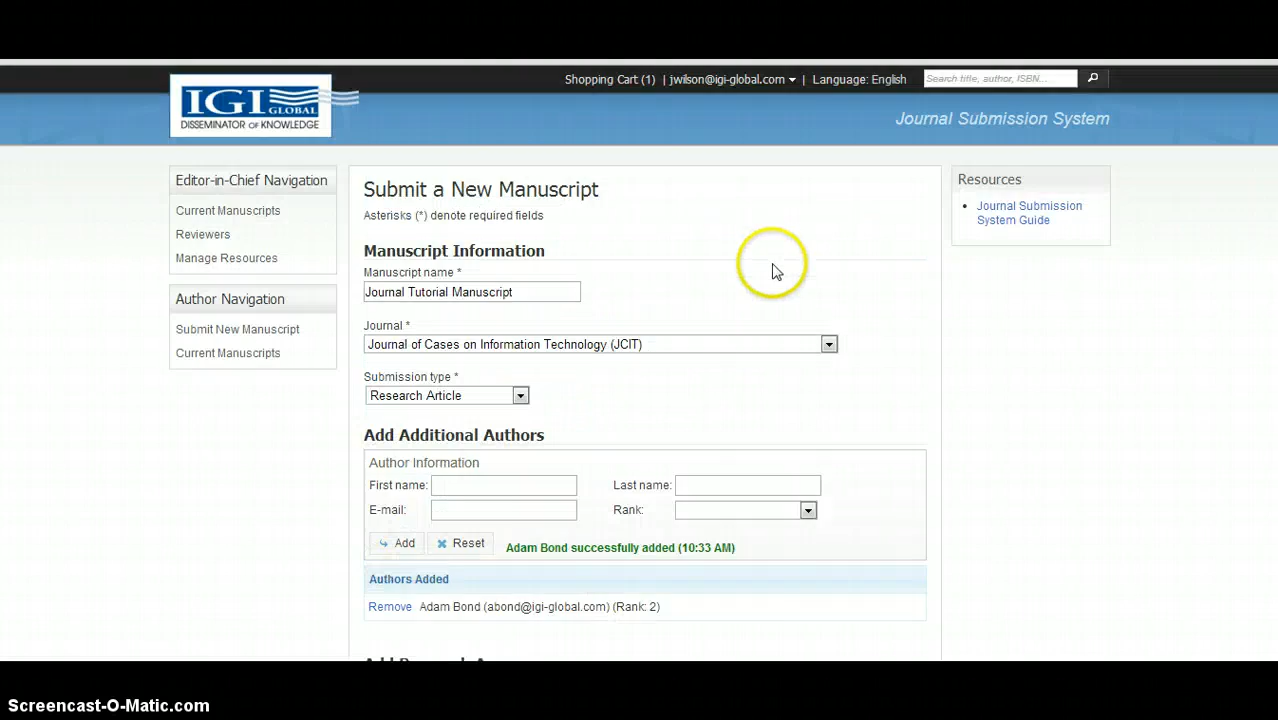 Shopping Cart (1) | jwilson@igi-global.com | Language: English
Search title, author, ISBN...
IGI GLOBAL
DISSEMINATOR OF KNOWLEDGE
Journal Submission System
Editor-in-Chief Navigation
Current Manuscripts
Reviewers
Manage Resources
Author Navigation
Submit New Manuscript
Current Manuscripts
Submit a New Manuscript
Asterisks (*) denote required fields
Manuscript Information
Manuscript name *
Journal Tutorial Manuscript
Journal *
Journal of Cases on Information Technology (JCIT)
Submission type *
Research Article
Add Additional Authors
Author Information
First name: Last name:
E-mail: Rank:
Add Reset Adam Bond successfully added (10:33 AM)
Authors Added
Remove Adam Bond (abond@igi-global.com) (Rank: 2)
Resources
Journal Submission
System Guide
Screencast-O-Matic.com